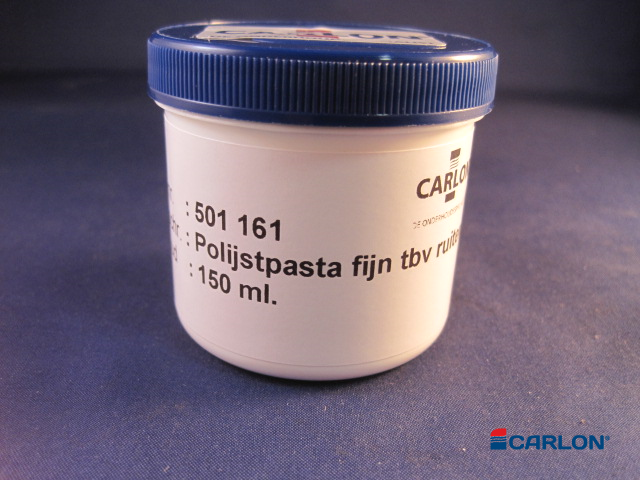 CARLON
: 501 161
: Polijstpasta fijn tbv
: 150 ml.
CARLON